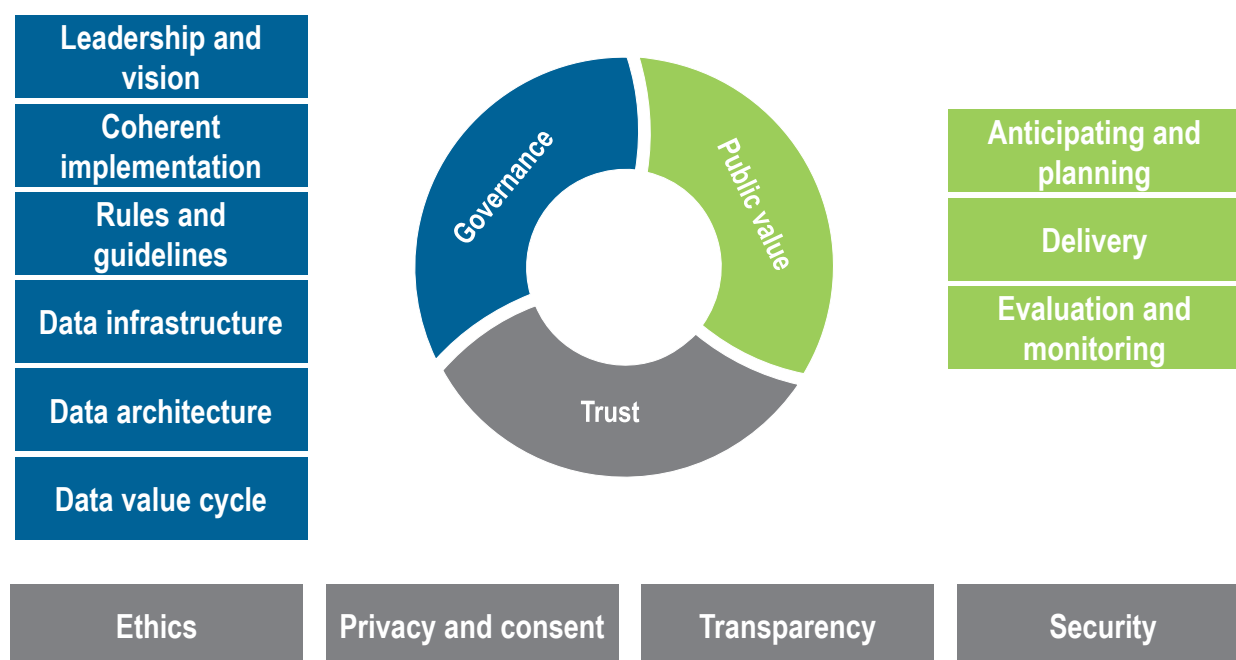 Leadership and
vision
Coherent
implementation
Rules and
guidelines
Data infrastructure
Data architecture
Data value cycle
Governance
Public value
Trust
Anticipating and
planning
Delivery
Evaluation and
monitoring
Ethics
Privacy and consent
Transparency
Security